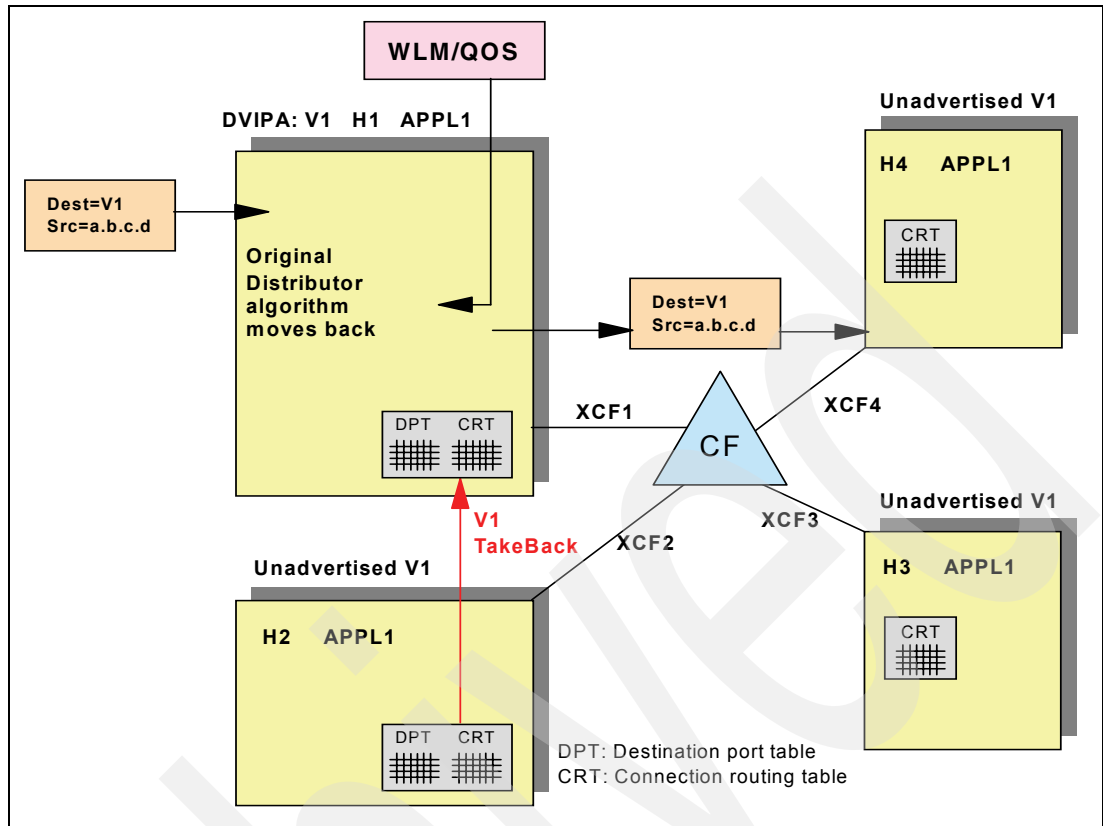 WLM/QOS
DVIPA: V1 H1 APPL1
Dest=V1
Src=a.b.c.d
Original
Distributor
algorithm
moves back
DPT CRT
Dest=V1
Src=a.b.c.d
Unadvertised V1
H4 APPL1
CRT
XCF1
XCF4
CF
XCF2
XCF3
V1
TakeBack
Unadvertised V1
H3 APPL1
CRT
Unadvertised V1
H2 APPL1
DPT CRT
DPT: Destination port table
CRT: Connection routing table